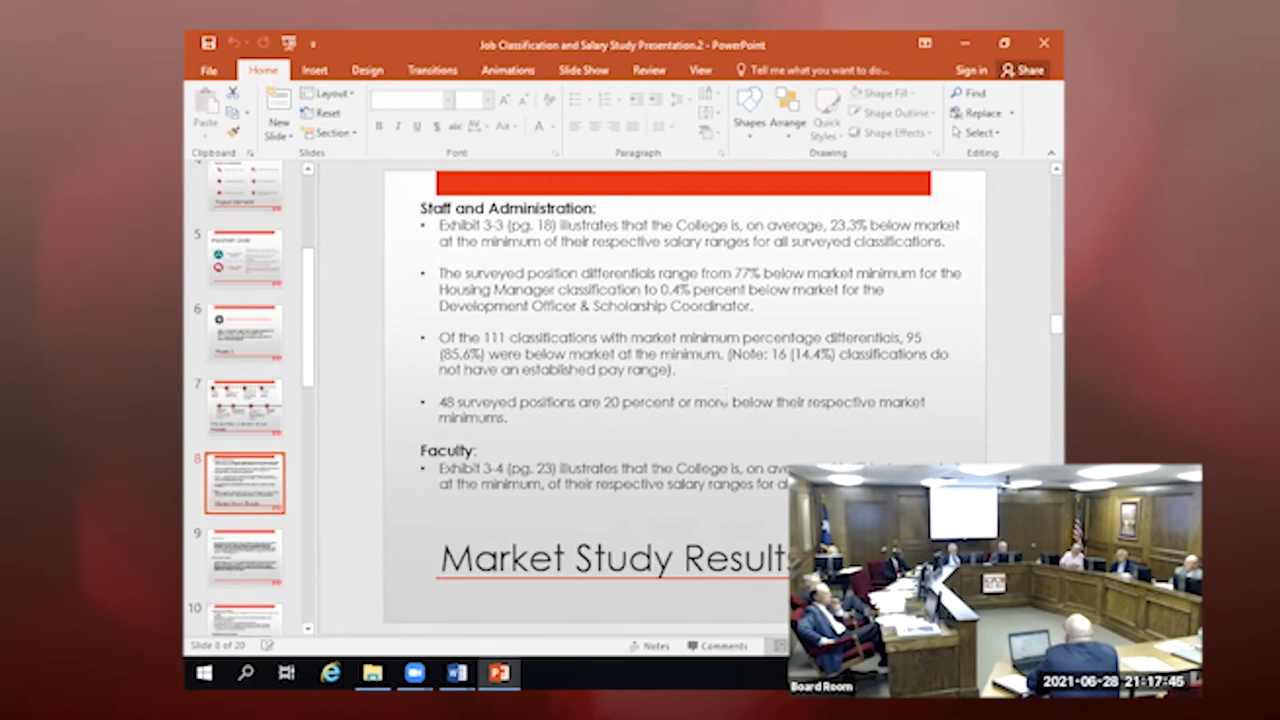 Job Classification and Salary Study Presentation.2 - PowerPoint
File Home Insert Design Transitions Animations Slide Show Review View Tell me what you want to do... Sign in Share
Paste
New
Slide
Layout
Reset
Section
Shapes Arrange Quick
Styles
Shape Fill
Shape Outline
Shape Effects
Find
Replace
Select
Clipboard Slides Font Paragraph Drawing Editing
5
6
7
8
9
10
Staff and Administration:
• Exhibit 3-3 (pg. 18) illustrates that the College is, on average, 23.3% below market
at the minimum of their respective salary ranges for all surveyed classifications.
• The surveyed position differentials range from 77% below market minimum for the
Housing Manager classification to 0.4% percent below market for the
Development Officer & Scholarship Coordinator.
• Of the 111 classifications with market minimum percentage differentials, 95
(85.6%) were below market at the minimum. (Note: 16 (14.4%) classifications do
not have an established pay range).
• 48 surveyed positions are 20 percent or more below their respective market
minimums.
Faculty:
• Exhibit 3-4 (pg. 23) illustrates that the College is, on
at the minimum, of their respective salary ranges for
Market Study Results
Slide 8 of 20
Notes Comments
Board Room
2021-06-28 21:17:45